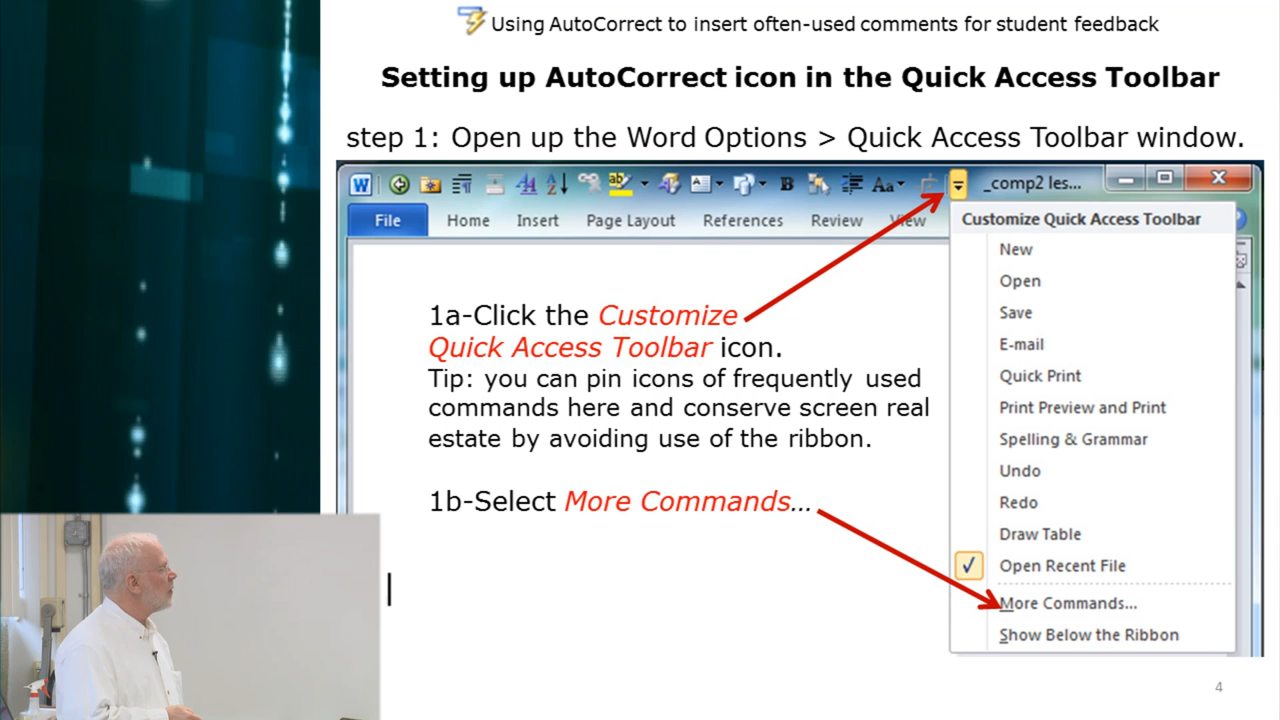 Using AutoCorrect to insert often-used comments for student feedback
Setting up AutoCorrect icon in the Quick Access Toolbar
step 1: Open up the Word Options > Quick Access Toolbar window.
W
ab
A
Z
A
B
Aa
_comp2 les...
File
Home
Insert
Page Layout
References
Review
View
Customize Quick Access Toolbar
New
Open
Save
E-mail
Quick Print
Print Preview and Print
Spelling & Grammar
Undo
Redo
Draw Table
Open Recent File
More Commands...
Show Below the Ribbon
1a-Click the Customize
Quick Access Toolbar icon.
Tip: you can pin icons of frequently used
commands here and conserve screen real
estate by avoiding use of the ribbon.
1b-Select More Commands…
4